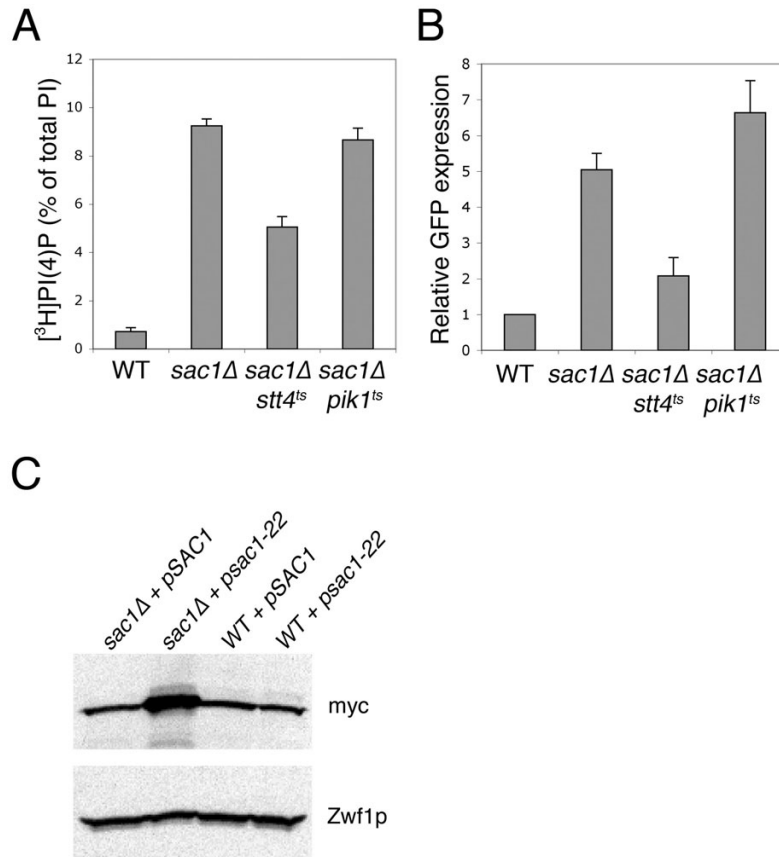 A
[³H]PI(4)P (% of total PI)
12
10
8
6
4
2
0
WT
sac1Δ
sac1Δ
stt4ᵗˢ
sac1Δ
pik1ᵗˢ
B
Relative GFP expression
8
7
6
5
4
3
2
1
0
WT
sac1Δ
sac1Δ
stt4ᵗˢ
sac1Δ
pik1ᵗˢ
C
sac1Δ + pSAC1
sac1Δ + psac1-22
WT + pSAC1
WT + psac1-22
myc
Zwf1p